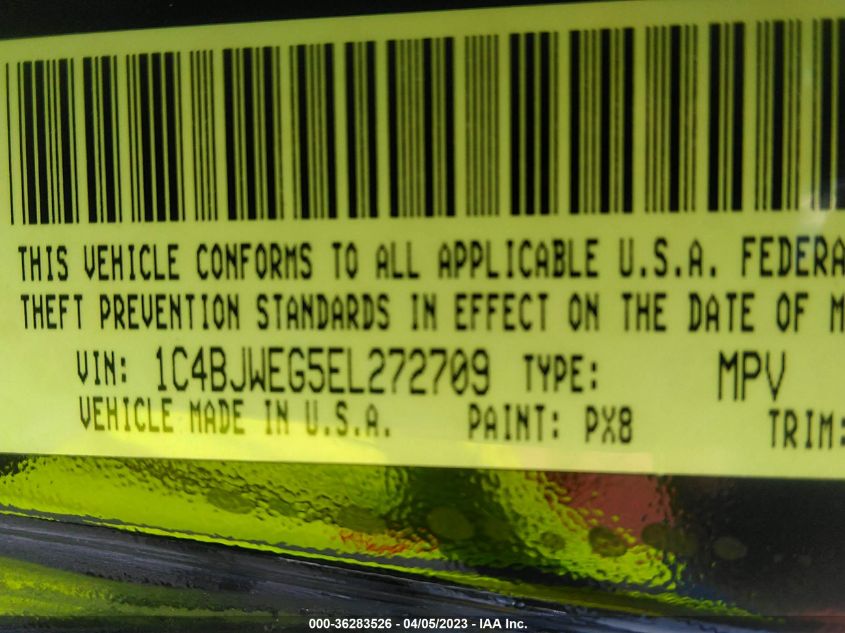 THIS VEHICLE CONFORMS TO ALL APPLICABLE U.S.A. FEDERA
THEFT PREVENTION STANDARDS IN EFFECT ON THE DATE OF M
VIN: 1C4BJWEG5EL272709 TYPE: MPV
VEHICLE MADE IN U.S.A. PAINT: PX8 TRIM:
000-36283526 - 04/05/2023 - IAA Inc.